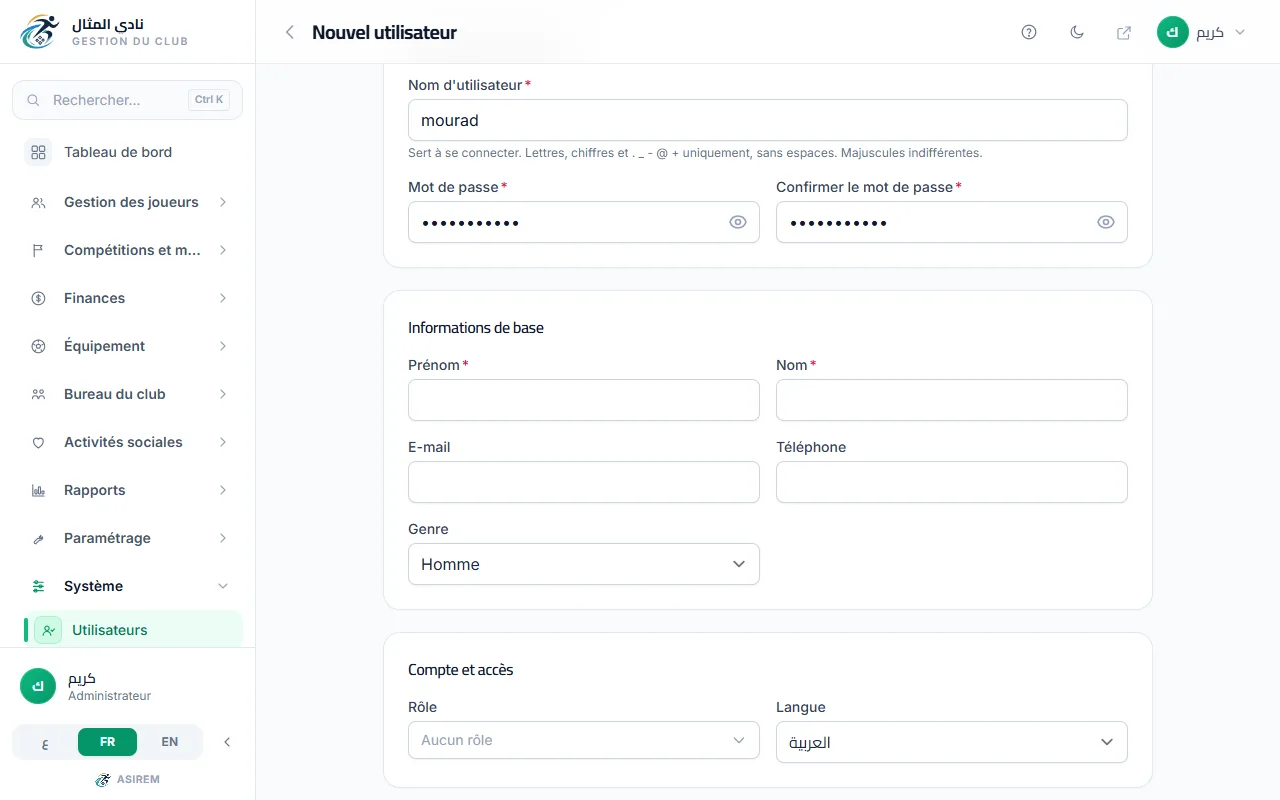 نادي المثال
GESTION DU CLUB
Nouvel utilisateur
كريم
ك
Rechercher...
Ctrl K
Tableau de bord
Gestion des joueurs
Compétitions et m...
Finances
Équipement
Bureau du club
Activités sociales
Rapports
Paramétrage
Système
Utilisateurs
ك
كريم
Administrateur
ع
FR
EN
ASIREM
Nom d'utilisateur*
mourad
Sert à se connecter. Lettres, chiffres et . _ - @ + uniquement, sans espaces. Majuscules indifférentes.
Mot de passe*
Confirmer le mot de passe*
•••••••••••
•••••••••••
Informations de base
Prénom*
Nom*
E-mail
Téléphone
Genre
Homme
Compte et accès
Rôle
Langue
Aucun rôle
العربية